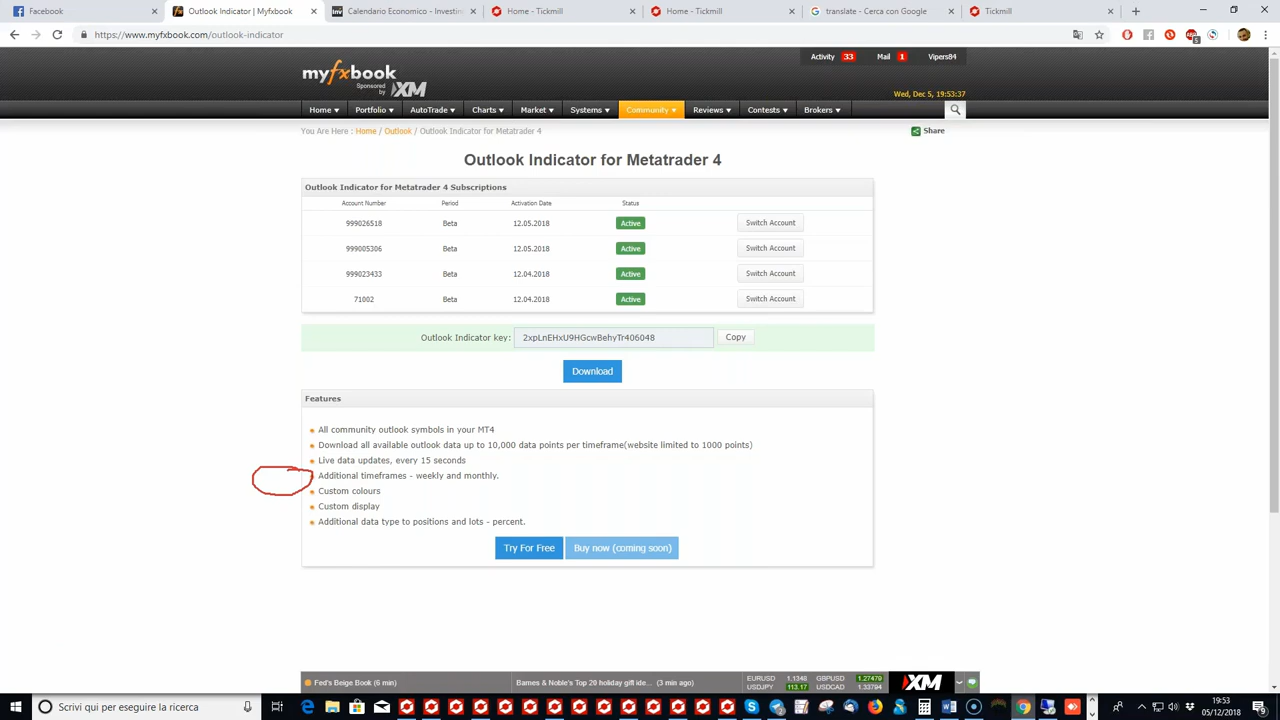 Facebook
Outlook Indicator | Myfxbook
Calendario Economico - Investin
Home - Tickmill
Home - Tickmill
translate - Cerca con Google
Tickmill
https://www.myfxbook.com/outlook-indicator
5
myfxbook
Sponsored by XM
Activity 33 Mail 1 Vipers84
Wed, Dec 5, 19:53:37
Home Portfolio AutoTrade Charts Market Systems Community Reviews Contests Brokers
You Are Here : Home / Outlook / Outlook Indicator for Metatrader 4
Share
Outlook Indicator for Metatrader 4
Outlook Indicator for Metatrader 4 Subscriptions
Account Number Period Activation Date Status
999026518 Beta 12.05.2018 Active Switch Account
999005306 Beta 12.05.2018 Active Switch Account
999023433 Beta 12.04.2018 Active Switch Account
71002 Beta 12.04.2018 Active Switch Account
Outlook Indicator key: 2xpLnEHxU9HGcwBehyTr406048 Copy
Download
Features
All community outlook symbols in your MT4
Download all available outlook data up to 10,000 data points per timeframe(website limited to 1000 points)
Live data updates, every 15 seconds
Additional timeframes - weekly and monthly.
Custom colours
Custom display
Additional data type to positions and lots - percent.
Try For Free Buy now (coming soon)
Fed's Beige Book (6 min)
Barnes & Noble's Top 29 holiday gift ide... (3 min ago)
EURUSD 1.1346 GBPUSD 1.27479
USDJPY 113.17 USDCAD 1.33794
XM
Scrivi qui per eseguire la ricerca
19:53
05/12/2018